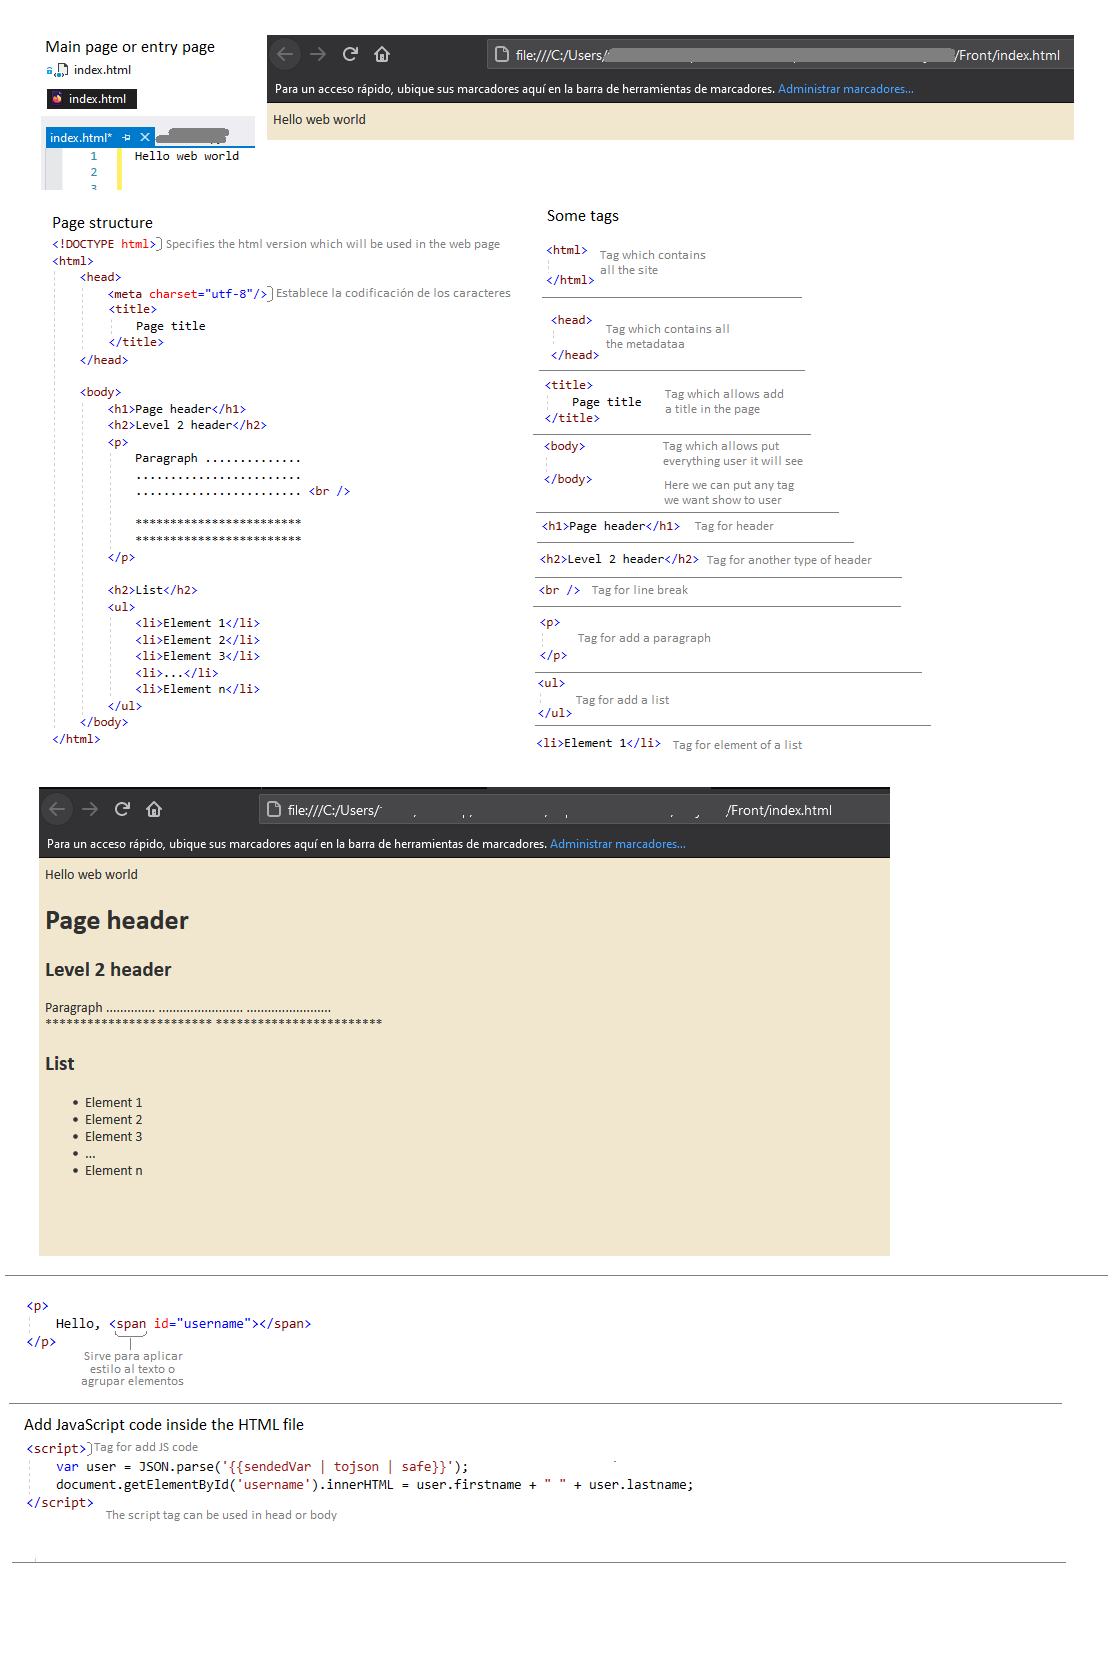 Main page or entry page
index.html
index.html
index.html*
1 Hello web world
2
3
file:///C:/Users/ /Front/index.html
Para un acceso rápido, ubique sus marcadores aquí en la barra de herramientas de marcadores. Administrar marcadores...
Hello web world
Page structure
<!DOCTYPE html> Specifies the html version which will be used in the web page
<html>
<head>
<meta charset="utf-8"/> Establece la codificación de los caracteres
<title>
Page title
</title>
</head>
<body>
<h1>Page header</h1>
<h2>Level 2 header</h2>
<p>
Paragraph ..............
........................
........................ <br />
************************
************************
</p>
<h2>List</h2>
<ul>
<li>Element 1</li>
<li>Element 2</li>
<li>Element 3</li>
<li>...</li>
<li>Element n</li>
</ul>
</body>
</html>
Some tags
<html>
Tag which contains
all the site
</html>
<head>
Tag which contains all
the metadataa
</head>
<title>
Tag which allows add
Page title
a title in the page
</title>
<body>
Tag which allows put
everything user it will see
</body>
Here we can put any tag
we want show to user
<h1>Page header</h1> Tag for header
<h2>Level 2 header</h2> Tag for another type of header
<br /> Tag for line break
<p>
Tag for add a paragraph
</p>
<ul>
Tag for add a list
</ul>
<li>Element 1</li> Tag for element of a list
file:///C:/Users/ /Front/index.html
Para un acceso rápido, ubique sus marcadores aquí en la barra de herramientas de marcadores. Administrar marcadores...
Hello web world
Page header
Level 2 header
Paragraph .............. ........................ ........................
************************ ************************
List
• Element 1
• Element 2
• Element 3
• ...
• Element n
<p>
Hello, <span id="username"></span>
</p>
Sirve para aplicar
estilo al texto o
agrupar elementos
Add JavaScript code inside the HTML file
<script> Tag for add JS code
var user = JSON.parse('{{sendedVar | tojson | safe}}');
document.getElementById('username').innerHTML = user.firstname + " " + user.lastname;
</script>
The script tag can be used in head or body